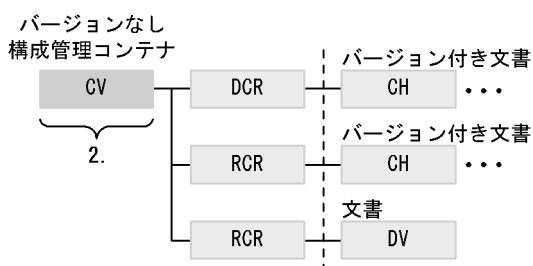 バージョンなし
構成管理コンテナ
バージョン付き文書
CV DCR CH ・・・
2.
バージョン付き文書
RCR CH ・・・
文書
RCR DV